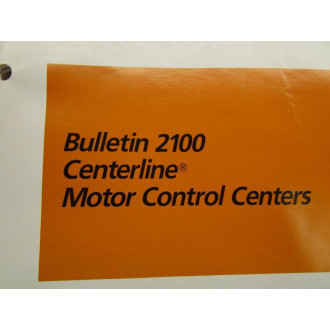 Bulletin 2100
Centerline®
Motor Control Centers